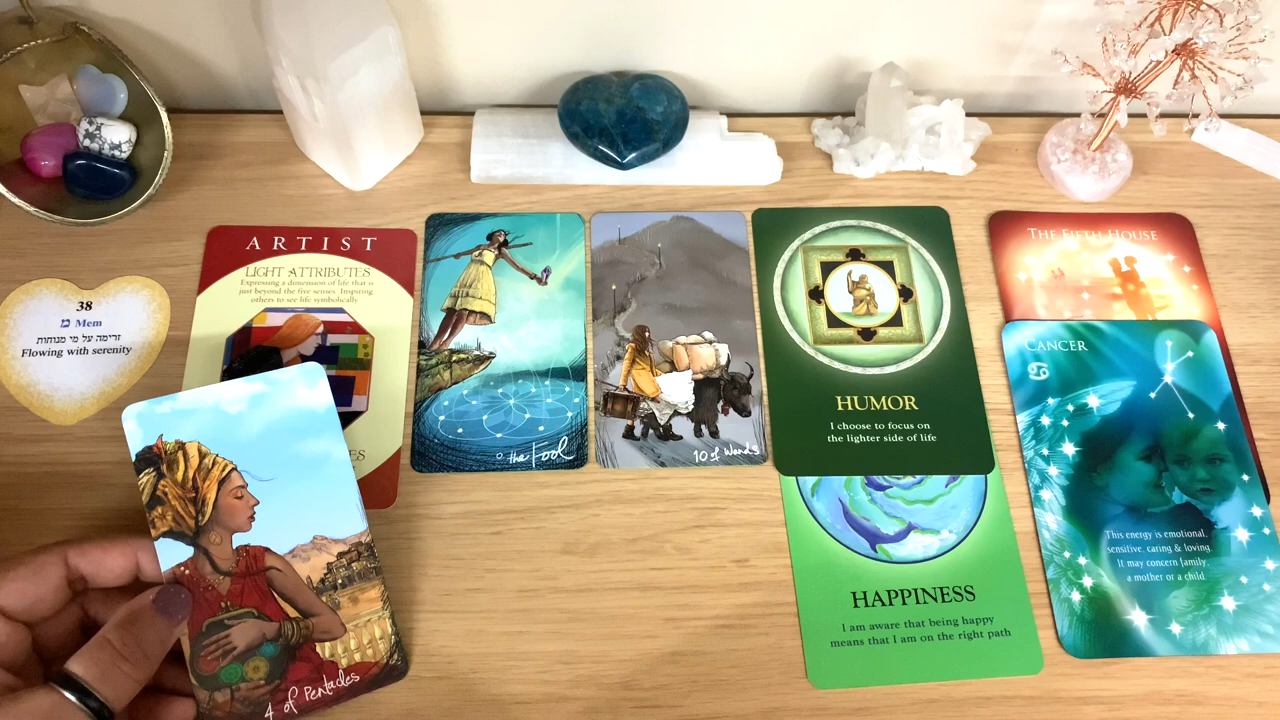 38
מ Mem
זרימה על מי מנוחות
Flowing with serenity
ARTIST
LIGHT ATTRIBUTES
Expressing a dimension of life that is
just beyond the five senses. Inspiring
others to see life symbolically
ES
4 of Pentacles
0 the Fool
10 of Wands
HUMOR
I choose to focus on
the lighter side of life
HAPPINESS
I am aware that being happy
means that I am on the right path
THE FIFTH HOUSE
CANCER
♋
This energy is emotional,
sensitive, caring & loving.
It may concern family,
a mother or a child.